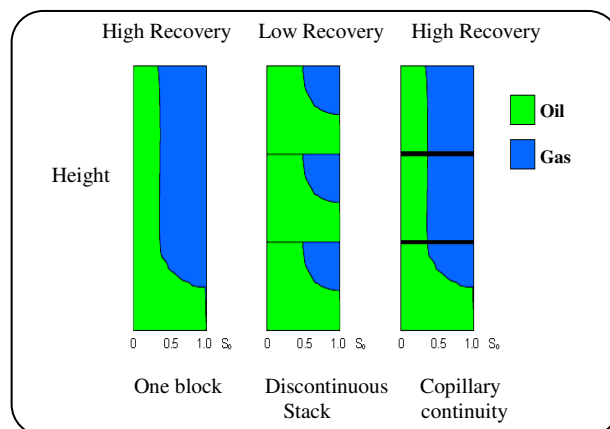 High Recovery Low Recovery High Recovery
Oil
Gas
Height
0 0.5 1.0 So 0 0.5 1.0 So 0 0.5 1.0 So
One block Discontinuous Copillary
Stack continuity